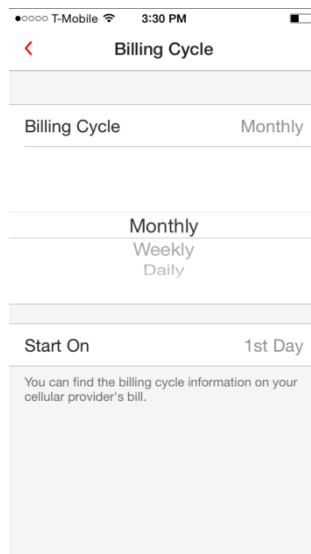 T-Mobile 3:30 PM
Billing Cycle
Billing Cycle Monthly
Monthly
Weekly
Daily
Start On 1st Day
You can find the billing cycle information on your
cellular provider's bill.